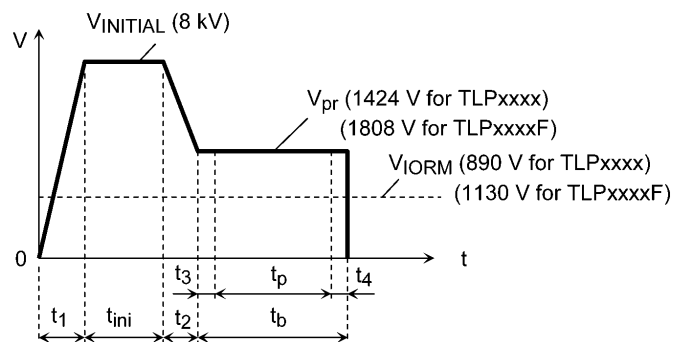 VINITIAL (8 kV)
V
Vpr (1424 V for TLPxxxx)
(1808 V for TLPxxxxF)
VIORM (890 V for TLPxxxx)
(1130 V for TLPxxxxF)
0
t
t3
tp
t4
t1
tini
t2
tb